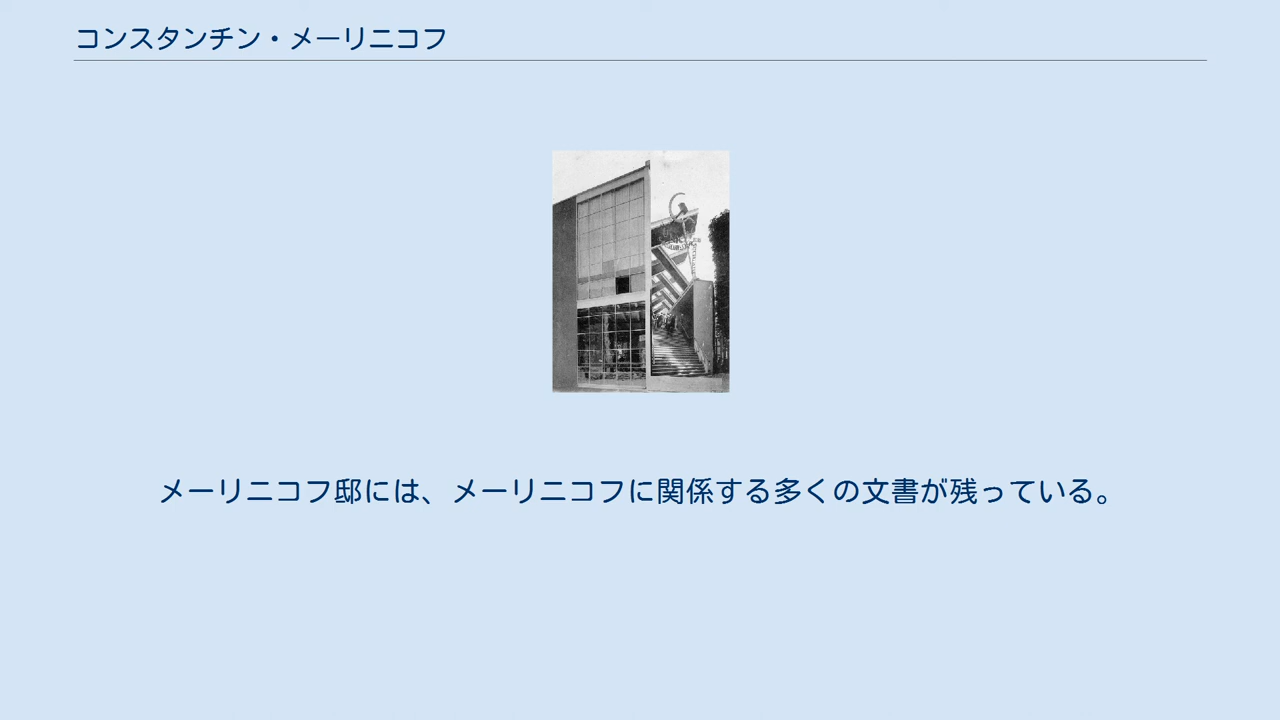 コンスタンチン・メーリニコフ
メーリニコフ邸には、メーリニコフに関係する多くの文書が残っている。